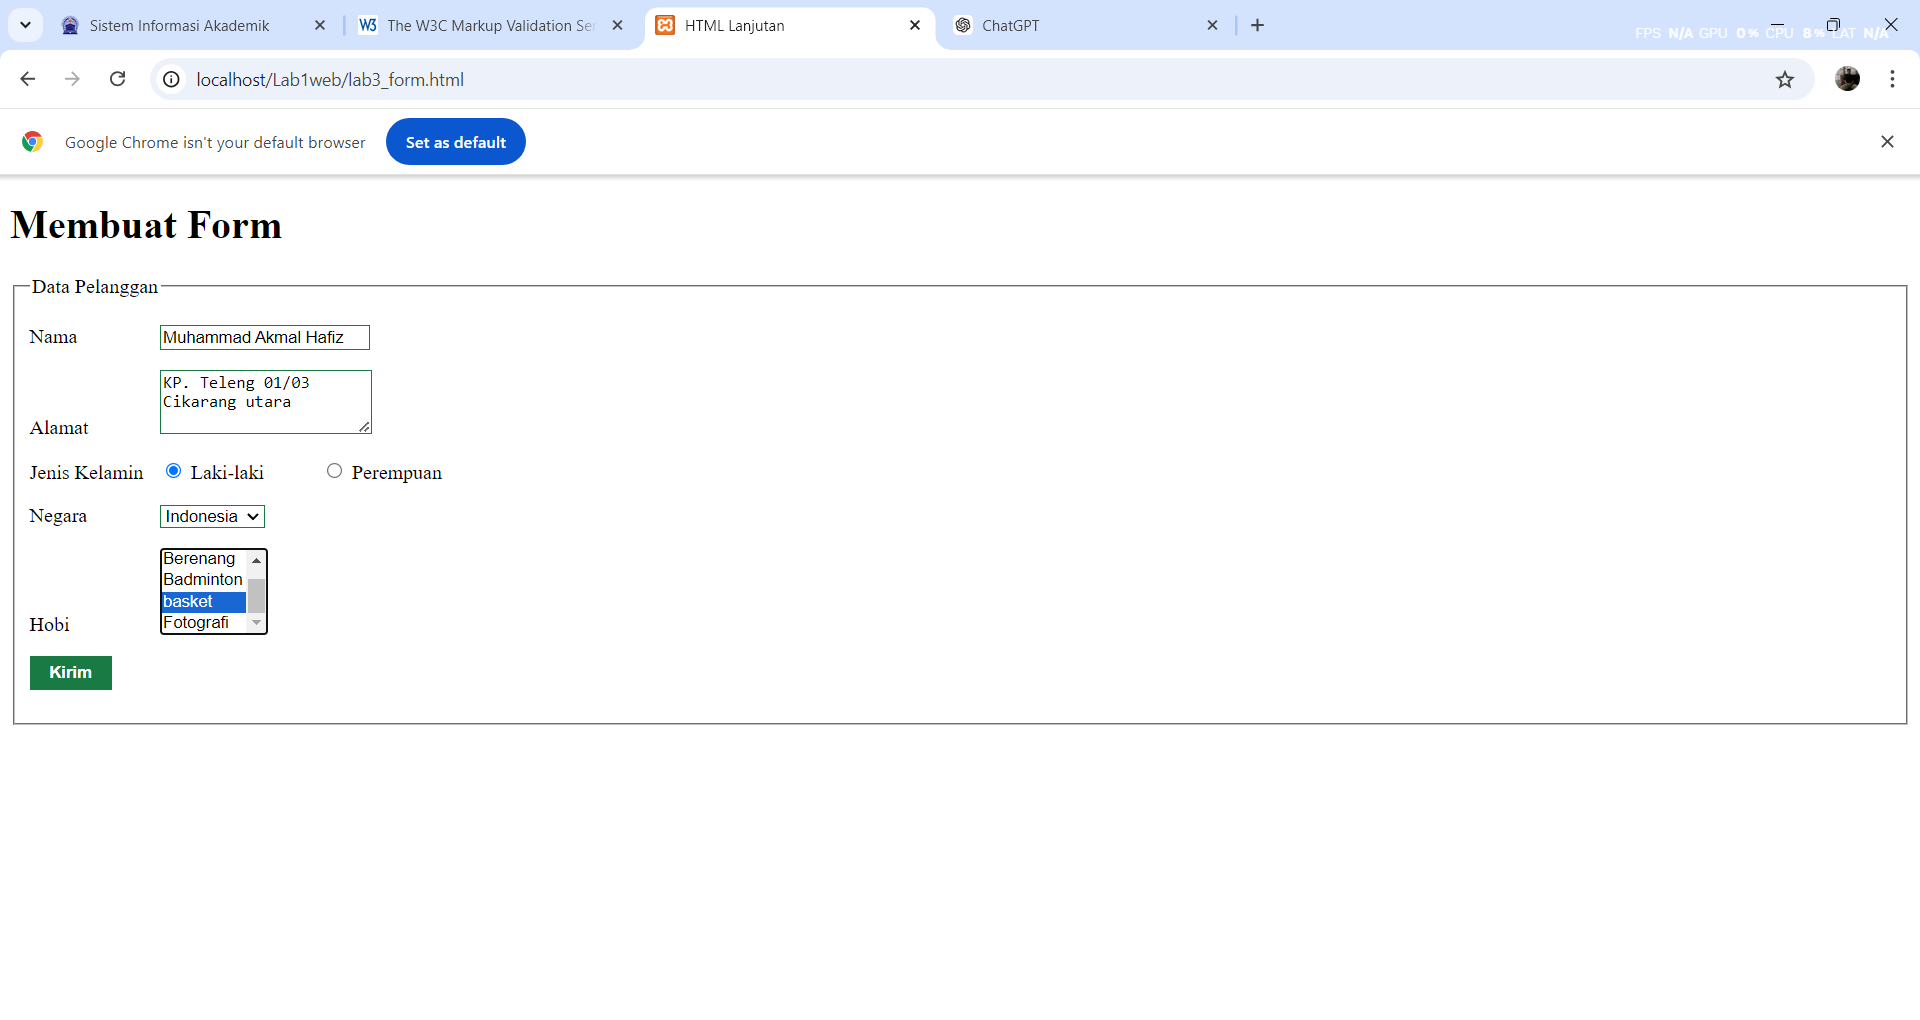 Sistem Informasi Akademik
The W3C Markup Validation Ser
HTML Lanjutan
ChatGPT
FPS N/A GPU 0% CPU 8% LAT N/A
localhost/Lab1web/lab3_form.html
Google Chrome isn't your default browser
Set as default
Membuat Form
Data Pelanggan
Nama
Muhammad Akmal Hafiz
Alamat
KP. Teleng 01/03
Cikarang utara
Jenis Kelamin Laki-laki Perempuan
Negara Indonesia
Hobi
Berenang
Badminton
basket
Fotografi
Kirim